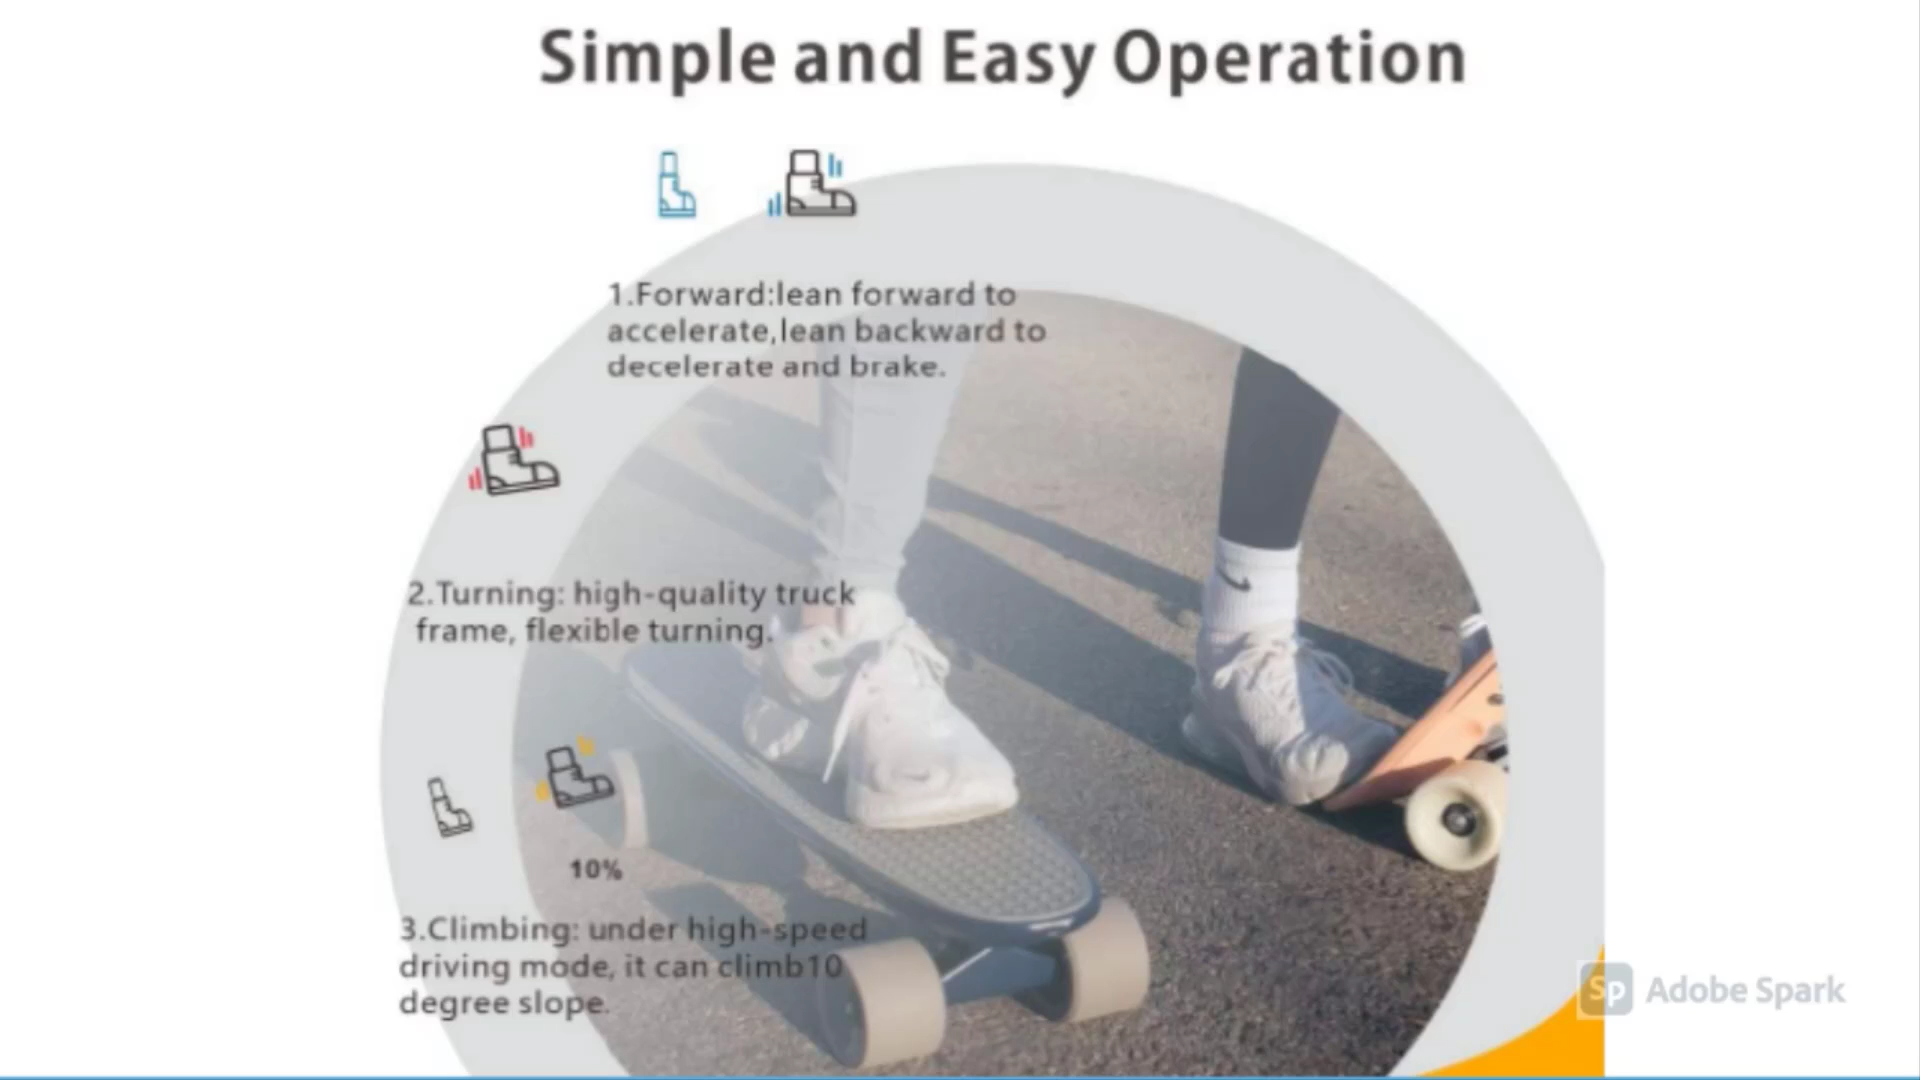 Simple and Easy Operation
1.Forward:lean forward to
accelerate,lean backward to
decelerate and brake.
2.Turning: high-quality truck
frame, flexible turning.
10%
3.Climbing: under high-speed
driving mode, it can climb10
degree slope.
Sp Adobe Spark